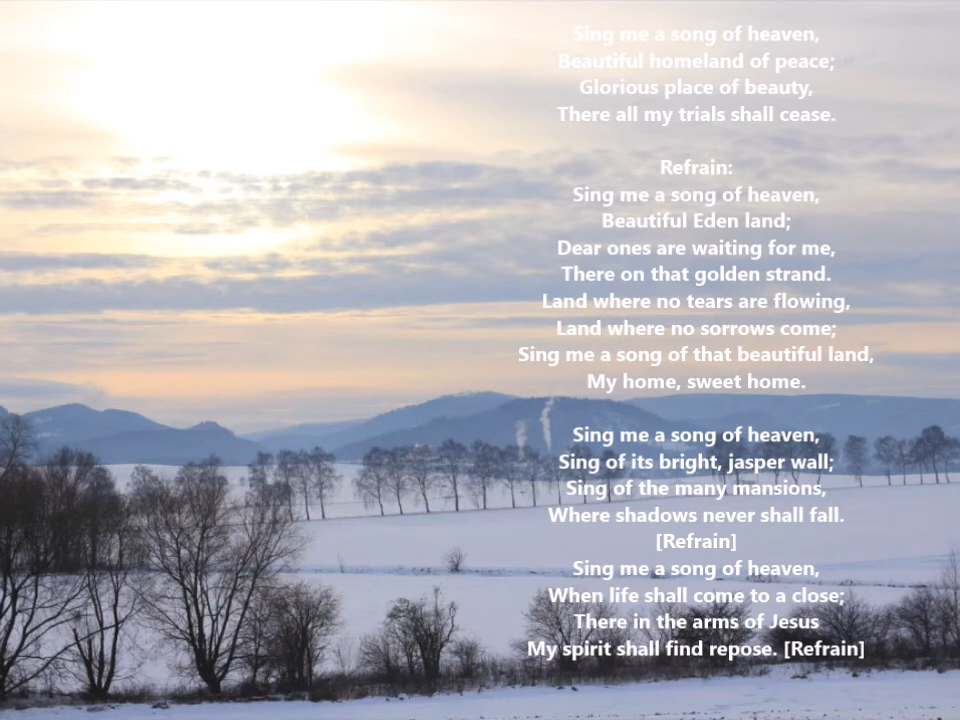 Sing me a song of heaven,
Beautiful homeland of peace;
Glorious place of beauty,
There all my trials shall cease.

Refrain:
Sing me a song of heaven,
Beautiful Eden land;
Dear ones are waiting for me,
There on that golden strand.
Land where no tears are flowing,
Land where no sorrows come;
Sing me a song of that beautiful land,
My home, sweet home.

Sing me a song of heaven,
Sing of its bright, jasper wall;
Sing of the many mansions,
Where shadows never shall fall.
[Refrain]
Sing me a song of heaven,
When life shall come to a close;
There in the arms of Jesus
My spirit shall find repose. [Refrain]